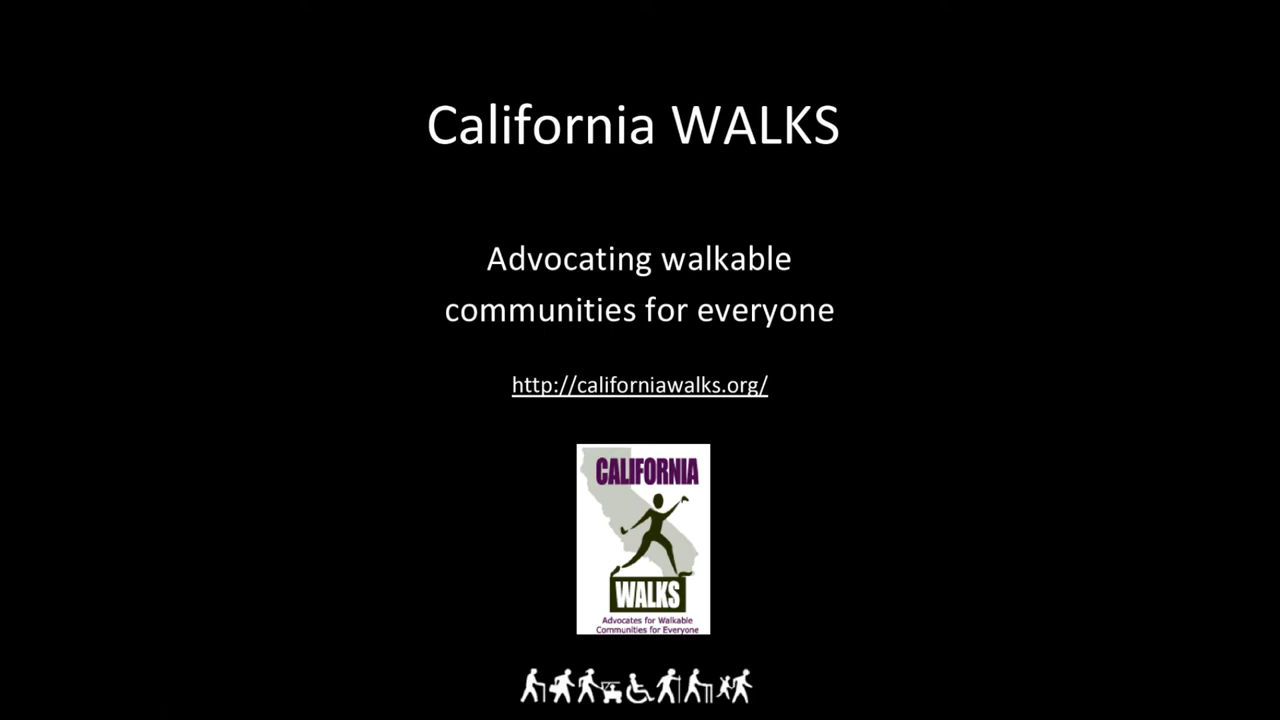 California WALKS
Advocating walkable
communities for everyone
http://californiawalks.org/
CALIFORNIA
WALKS
Advocates for Walkable
Communities for Everyone